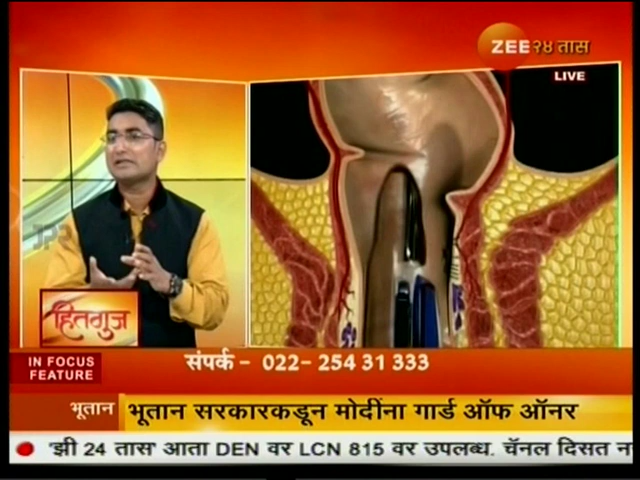 ZEE २४ तास
LIVE
हितगुज
संपर्क - 022- 254 31 333
IN FOCUS
FEATURE
भूतान
भूतान सरकारकडून मोदींना गार्ड ऑफ ऑनर
'झी 24 तास' आता DEN वर LCN 815 वर उपलब्ध. चॅनल दिसत